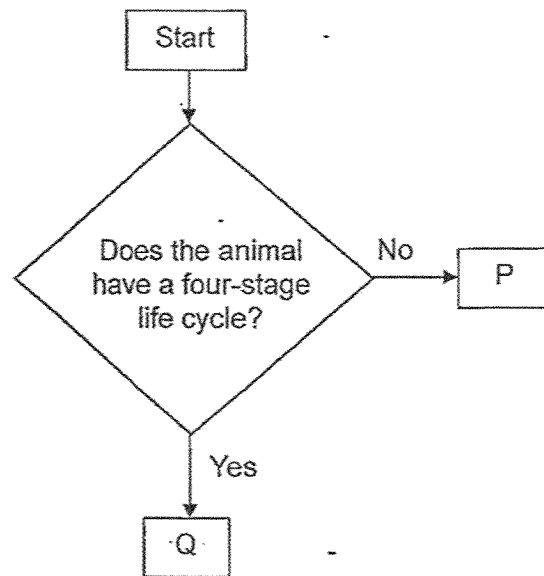 Start
Does the animal
have a four-stage
life cycle?
No
P
Yes
Q